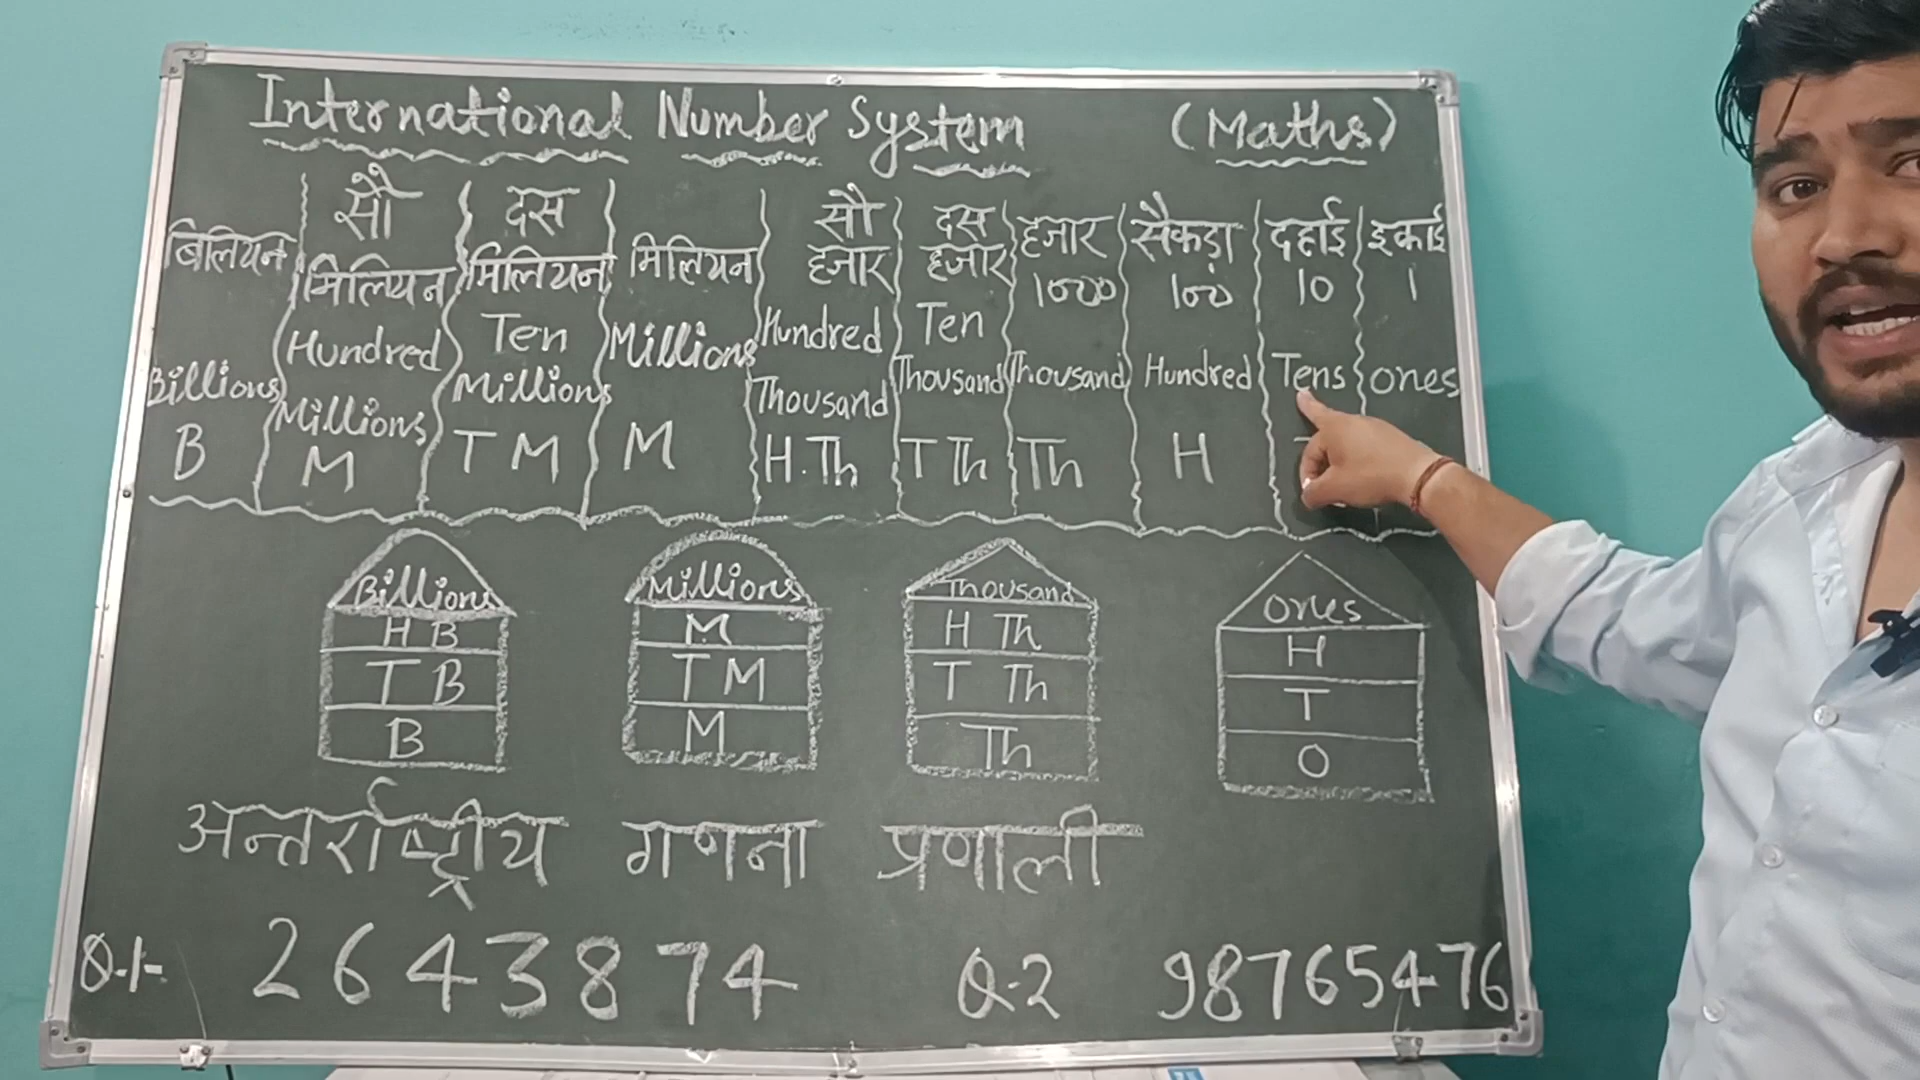 International Number System (Maths)
बिलियन सौ मिलियन दस मिलियन मिलियन सौ हजार दस हजार हजार 1000 सैकड़ा 100 दहाई 10 इकाई 1
Billions Hundred Millions Ten Millions Millions Hundred Thousand Ten Thousand Thousand Hundred Tens ones
B M T M M H.Th T Th Th H
Billions Millions Thousand ones
H B M H Th H
T B T M T Th T
B M Th O
अन्तर्राष्ट्रीय गणना प्रणाली
Q.1- 2643874 Q.2 98765476